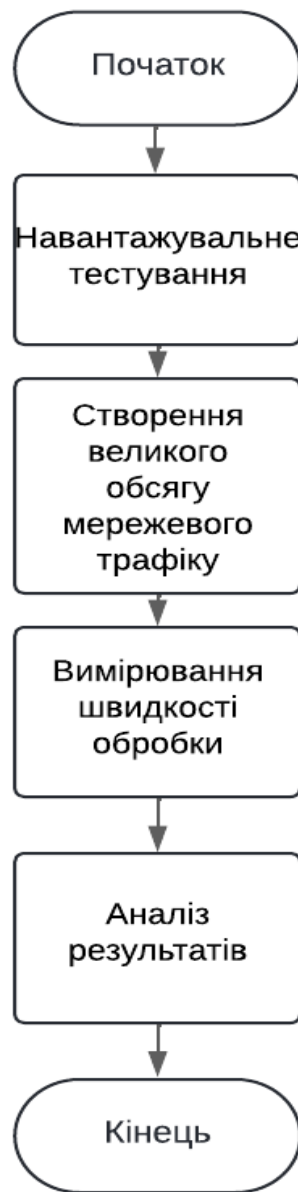 Початок
Навантажувальне
тестування
Створення
великого
обсягу
мережевого
трафіку
Вимірювання
швидкості
обробки
Аналіз
результатів
Кінець